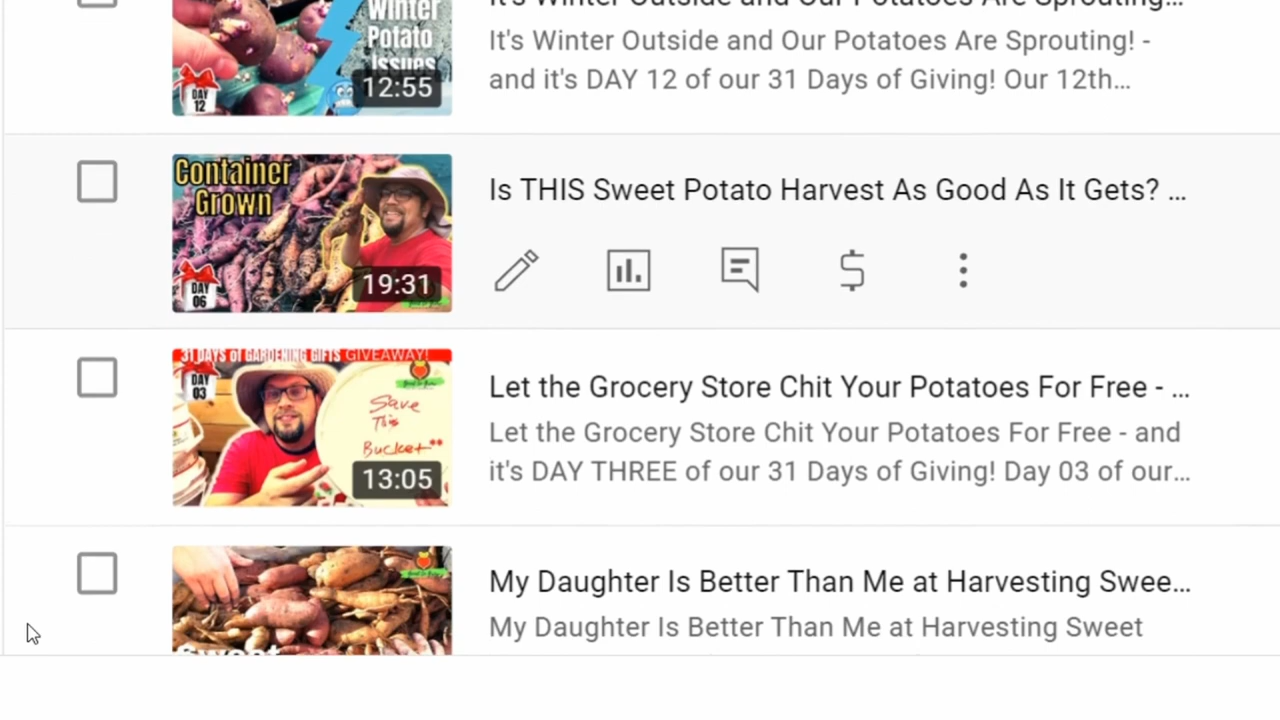 It's Winter Outside and Our Potatoes Are Sprouting...
Winter
Potato
Issues
DAY
12
12:55
It's Winter Outside and Our Potatoes Are Sprouting! -
and it's DAY 12 of our 31 Days of Giving! Our 12th...
Container
Grown
DAY
06
19:31
Is THIS Sweet Potato Harvest As Good As It Gets? ...
31 DAYS OF GARDENING GIFTS GIVEAWAY!
DAY
03
Save
This
Bucket**
13:05
Let the Grocery Store Chit Your Potatoes For Free - ...
Let the Grocery Store Chit Your Potatoes For Free - and
it's DAY THREE of our 31 Days of Giving! Day 03 of our...
Sweet
My Daughter Is Better Than Me at Harvesting Swee...
My Daughter Is Better Than Me at Harvesting Sweet